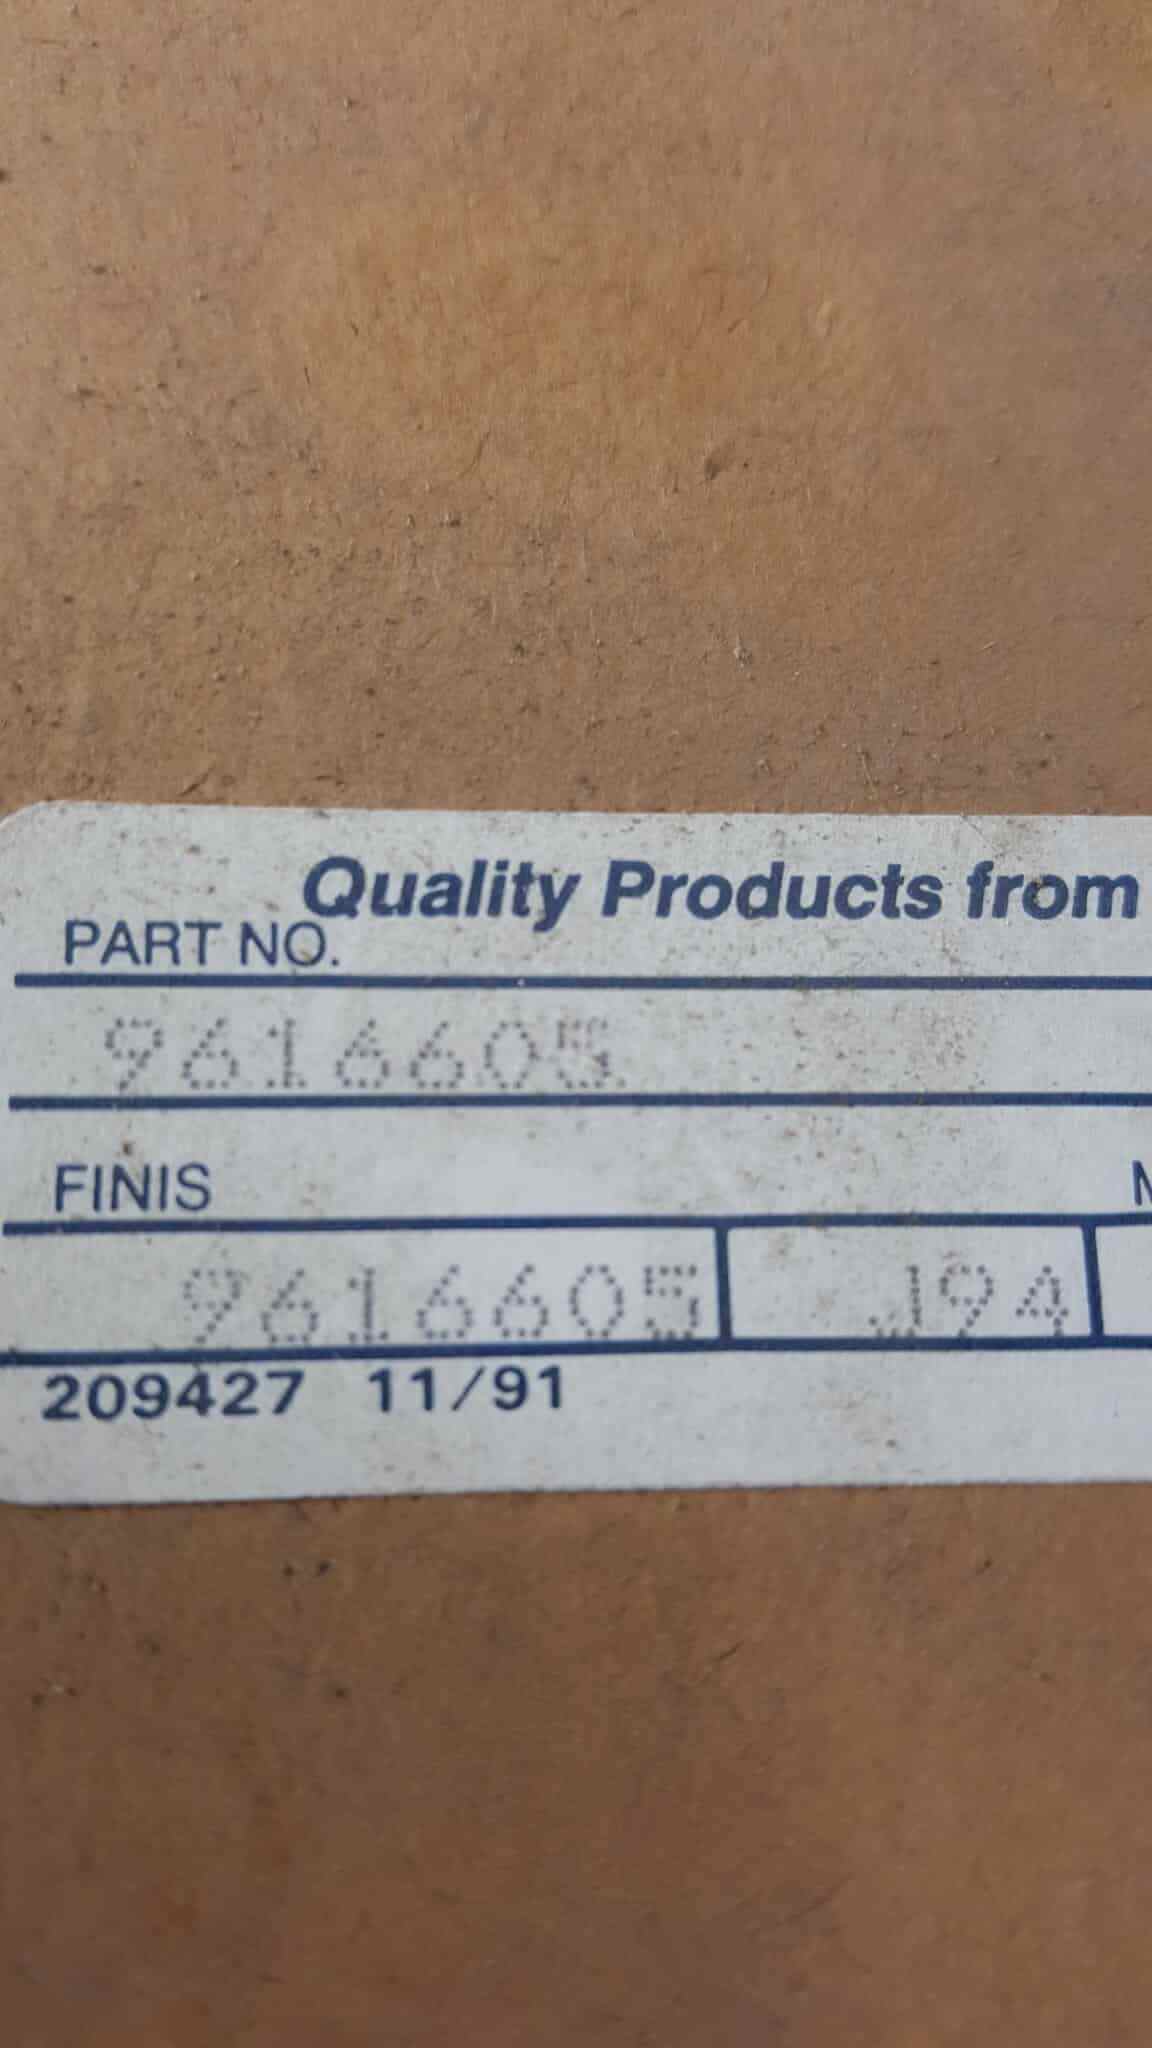 Quality Products from
PART NO.
9616605
FINIS
9616605 J94
209427 11/91